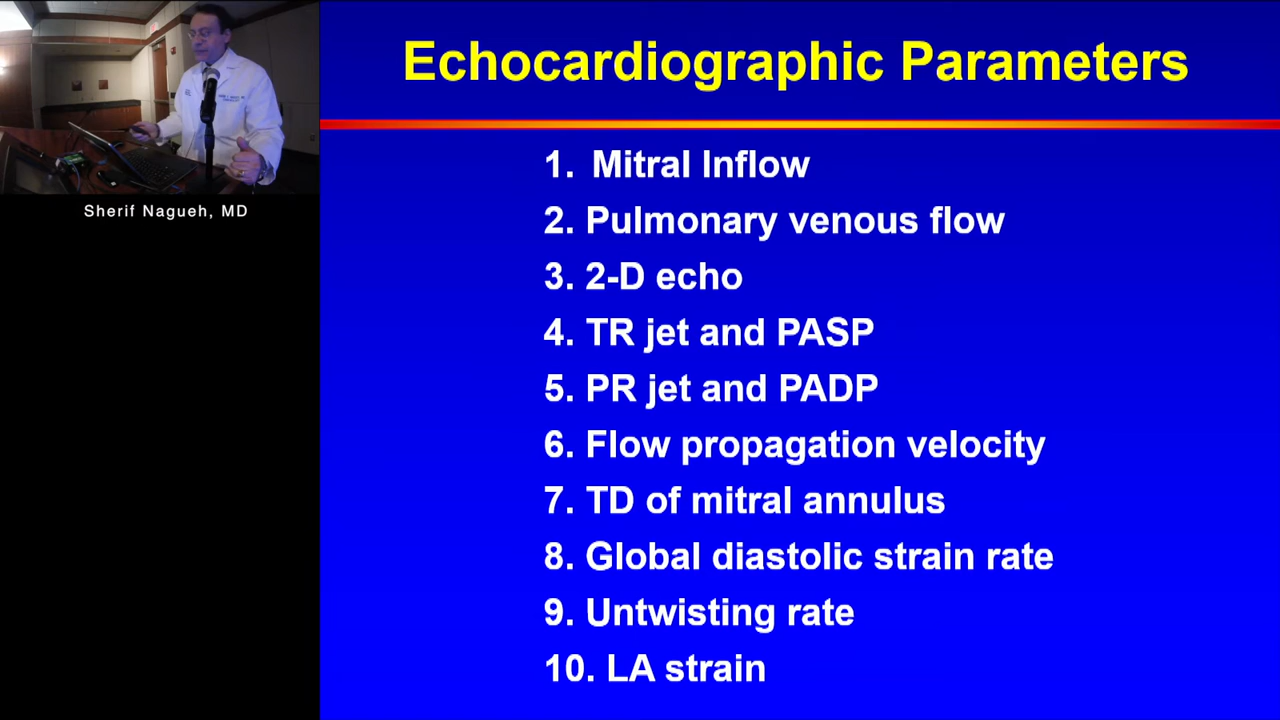 Echocardiographic Parameters
1. Mitral Inflow
2. Pulmonary venous flow
3. 2-D echo
4. TR jet and PASP
5. PR jet and PADP
6. Flow propagation velocity
7. TD of mitral annulus
8. Global diastolic strain rate
9. Untwisting rate
10. LA strain
Sherif Nagueh, MD